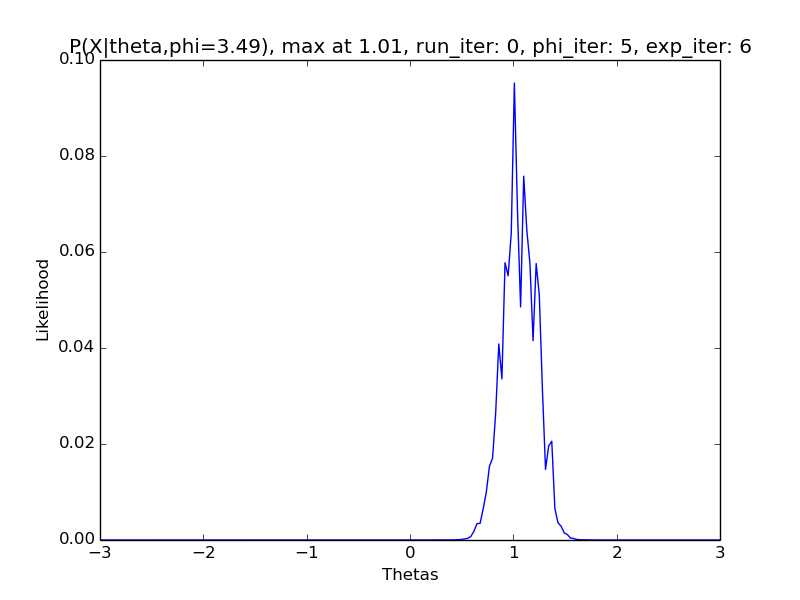 P(X|theta,phi=3.49), max at 1.01, run_iter: 0, phi_iter: 5, exp_iter: 6
0.10
0.08
0.06
0.04
0.02
0.00
Likelihood
−3 −2 −1 0 1 2 3
Thetas